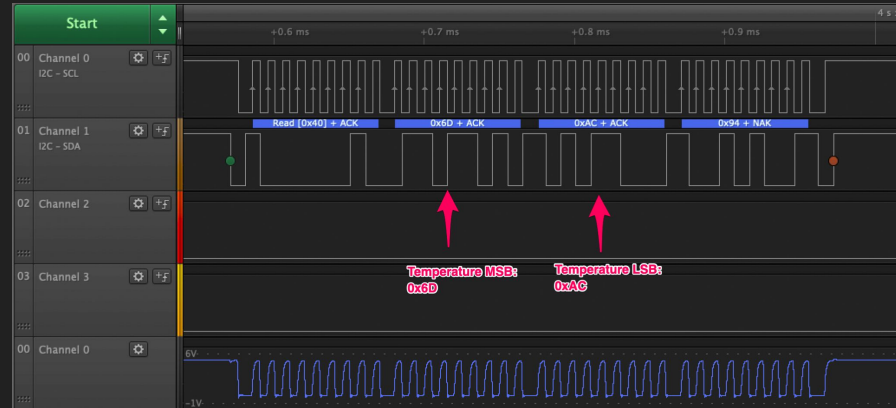 Start
4 s :
+0.6 ms
+0.7 ms
+0.8 ms
+0.9 ms
00 Channel 0
I2C – SCL
Read [0x40] + ACK
0x6D + ACK
0xAC + ACK
0x94 + NAK
01 Channel 1
I2C – SDA
02 Channel 2
Temperature MSB:
0x6D
Temperature LSB:
0xAC
03 Channel 3
00 Channel 0
6V
-1V